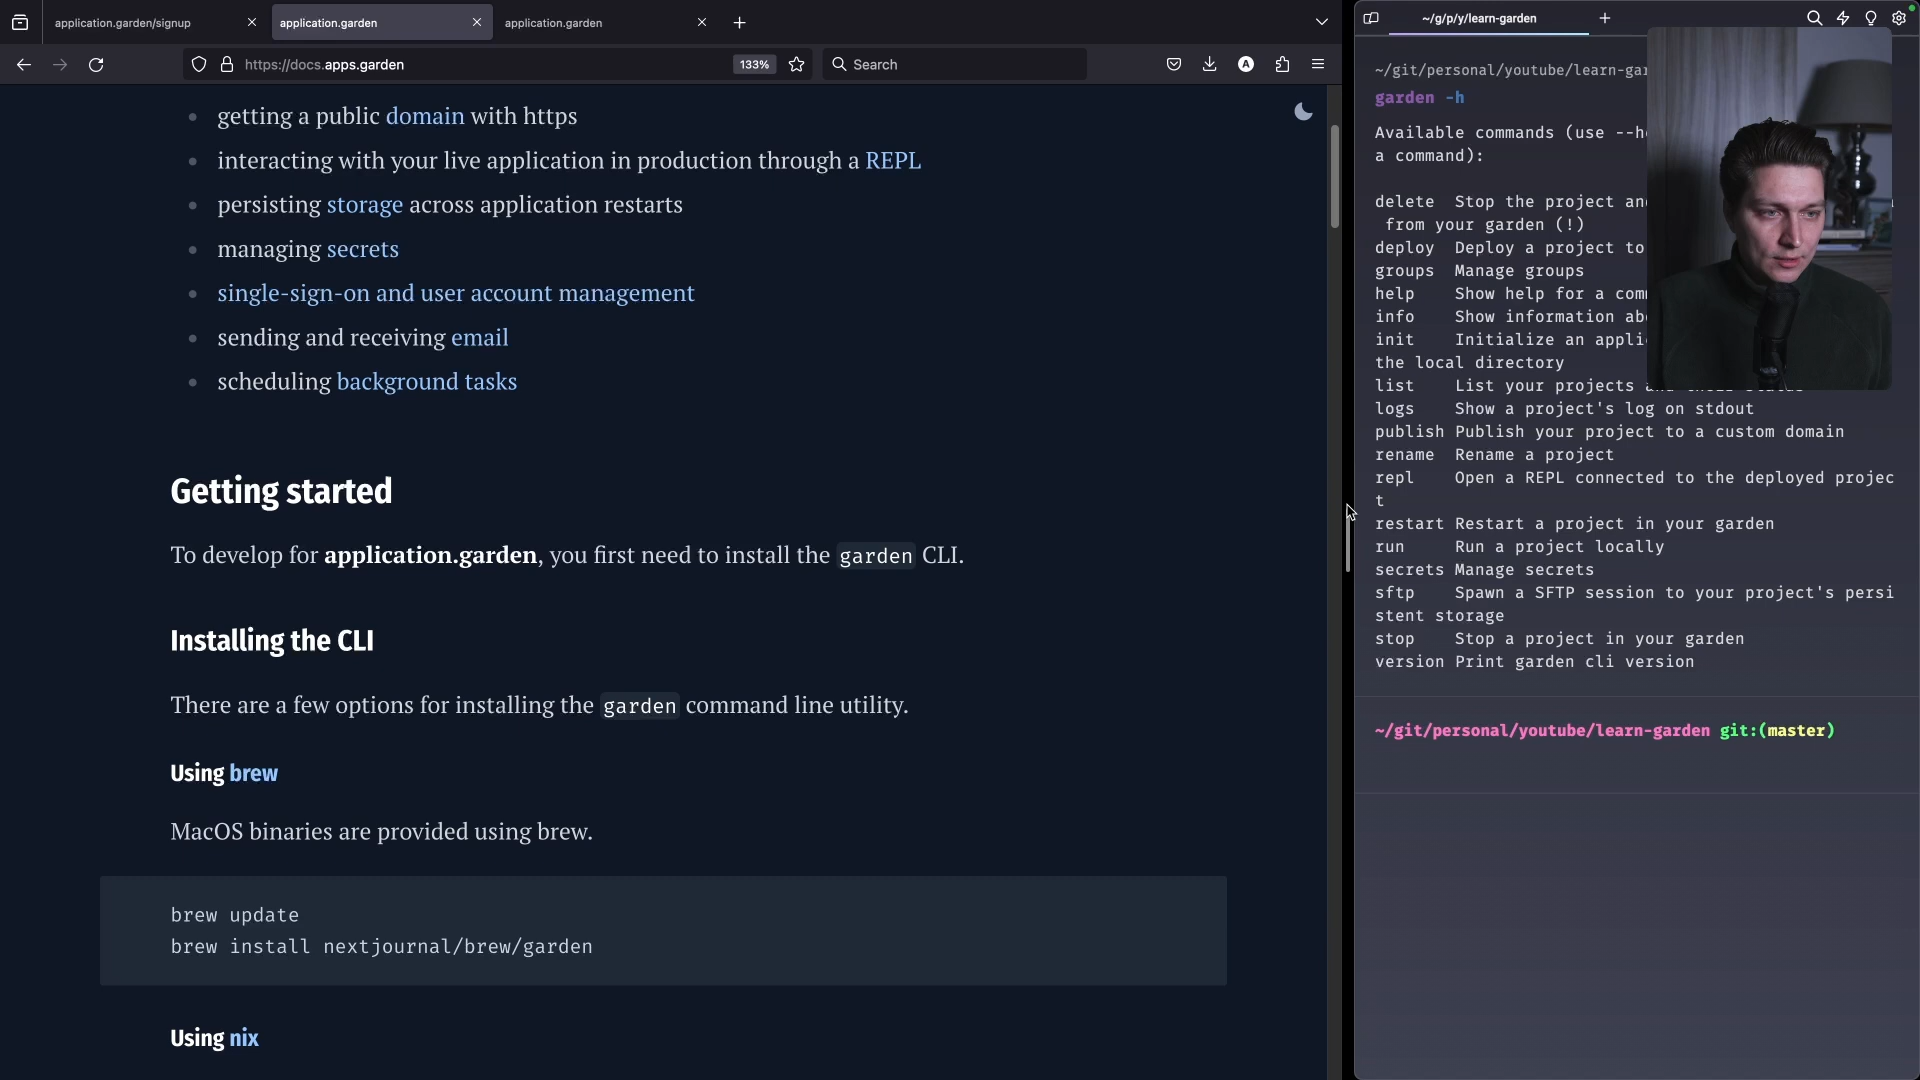 application.garden/signup
application.garden
application.garden
https://docs.apps.garden
133%
Search
getting a public domain with https
interacting with your live application in production through a REPL
persisting storage across application restarts
managing secrets
single-sign-on and user account management
sending and receiving email
scheduling background tasks
Getting started
To develop for application.garden, you first need to install the garden CLI.
Installing the CLI
There are a few options for installing the garden command line utility.
Using brew
MacOS binaries are provided using brew.
brew update
brew install nextjournal/brew/garden
Using nix
~/g/p/y/learn-garden
~/git/personal/youtube/learn-gar
garden -h
Available commands (use --he
a command):
delete Stop the project an
from your garden (!)
deploy Deploy a project to
groups Manage groups
help Show help for a com
info Show information ab
init Initialize an appli
the local directory
list List your projects and their status
logs Show a project's log on stdout
publish Publish your project to a custom domain
rename Rename a project
repl Open a REPL connected to the deployed projec
t
restart Restart a project in your garden
run Run a project locally
secrets Manage secrets
sftp Spawn a SFTP session to your project's persi
stent storage
stop Stop a project in your garden
version Print garden cli version
~/git/personal/youtube/learn-garden git:(master)